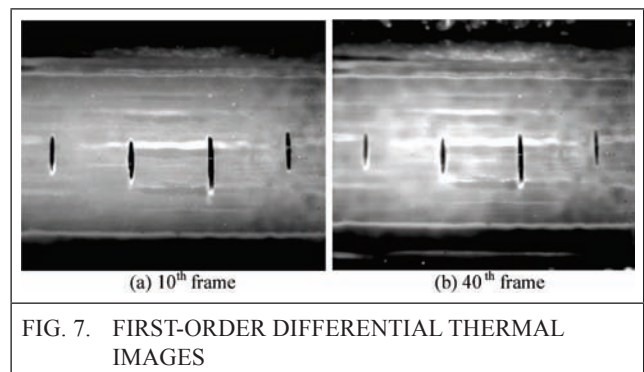 (a) 10th frame
(b) 40th frame
FIG. 7. FIRST-ORDER DIFFERENTIAL THERMAL
IMAGES